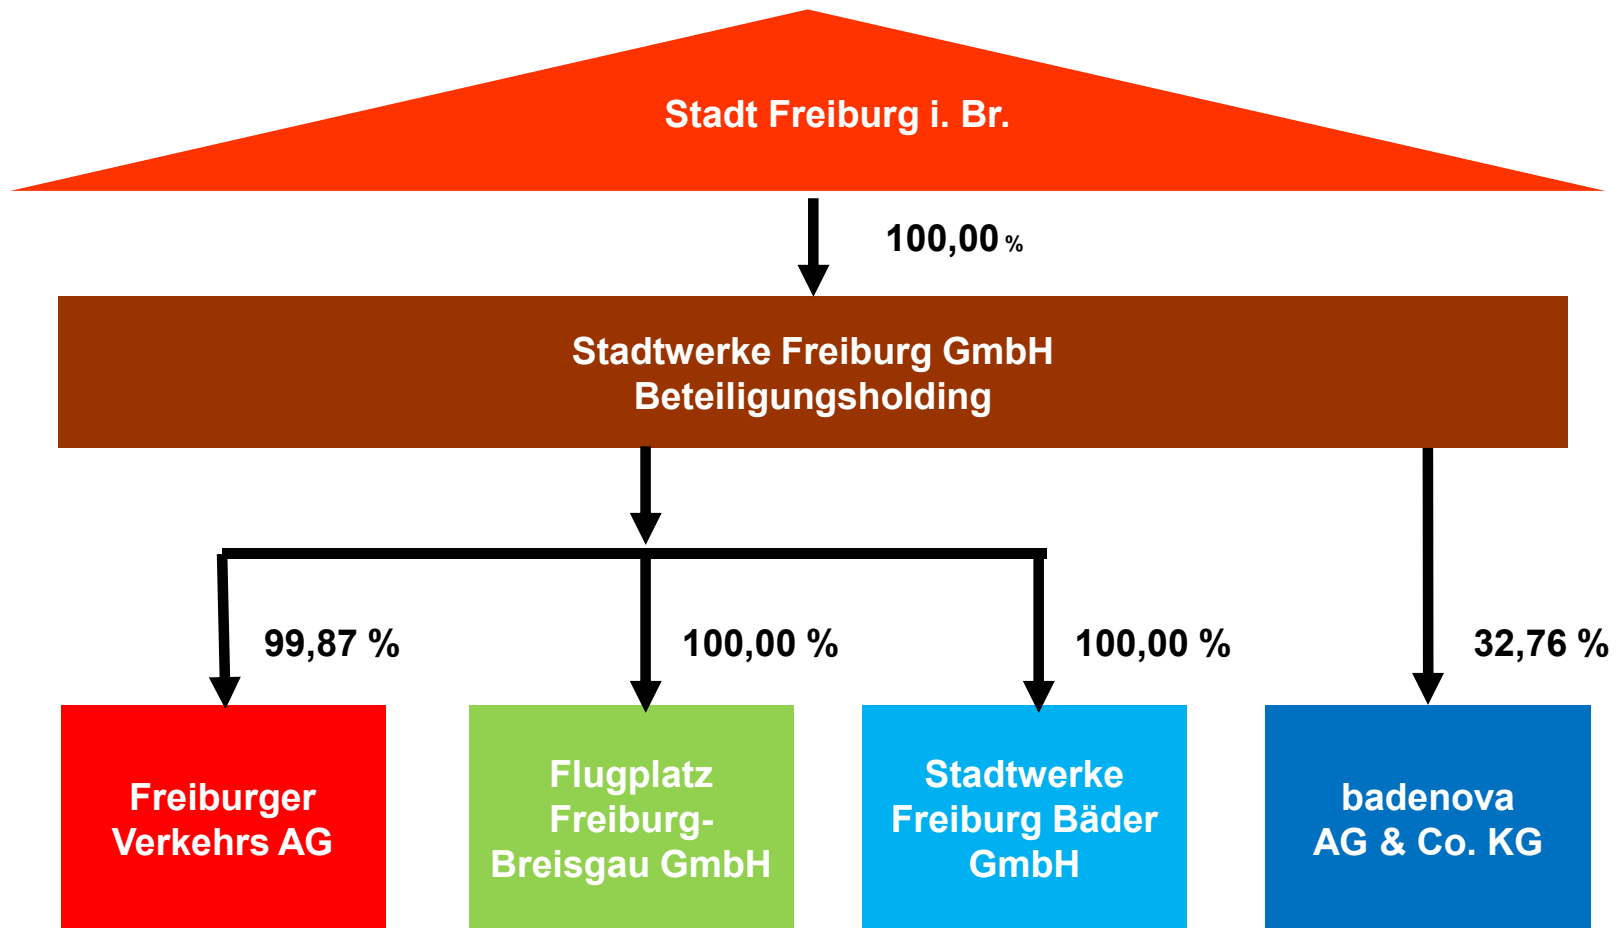 Stadt Freiburg i. Br.
100,00 %
Stadtwerke Freiburg GmbH
Beteiligungsholding
99,87 %
100,00 %
100,00 %
32,76 %
Freiburger
Verkehrs AG
Flugplatz
Freiburg-
Breisgau GmbH
Stadtwerke
Freiburg Bäder
GmbH
badenova
AG & Co. KG